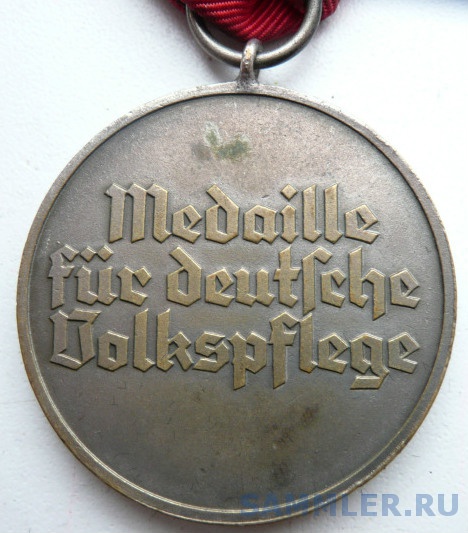 Medaille
für deutſche
Volkspflege
SAMMLER.RU